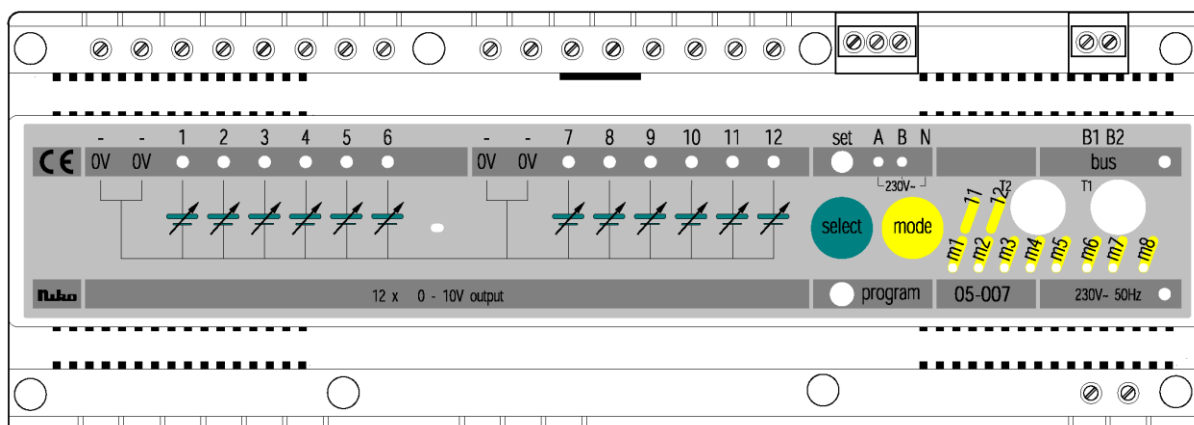 - - 1 2 3 4 5 6 - - 7 8 9 10 11 12 set A B N B1 B2
CE 0V 0V 0V 0V bus
230V~
T2 T1
11 12
select mode
m1 m2 m3 m4 m5 m6 m7 m8
Niko 12 x 0 - 10V output program 05-007 230V~ 50Hz